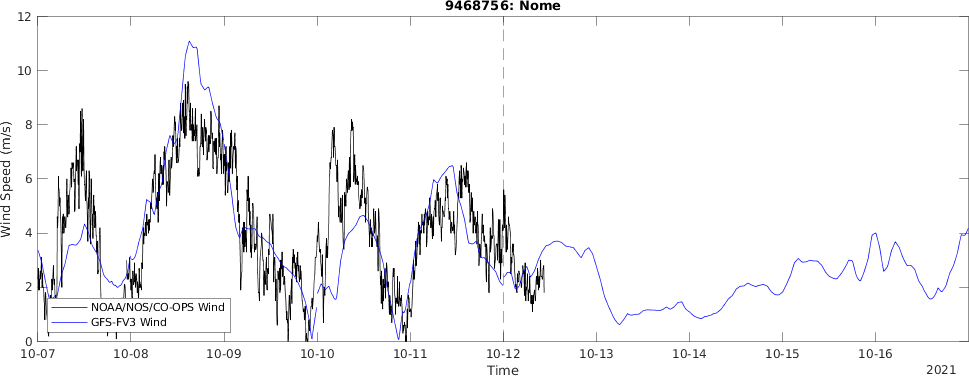 9468756: Nome
12
10
8
6
4
2
0
Wind Speed (m/s)
NOAA/NOS/CO-OPS Wind
GFS-FV3 Wind
10-07 10-08 10-09 10-10 10-11 10-12 10-13 10-14 10-15 10-16
Time
2021